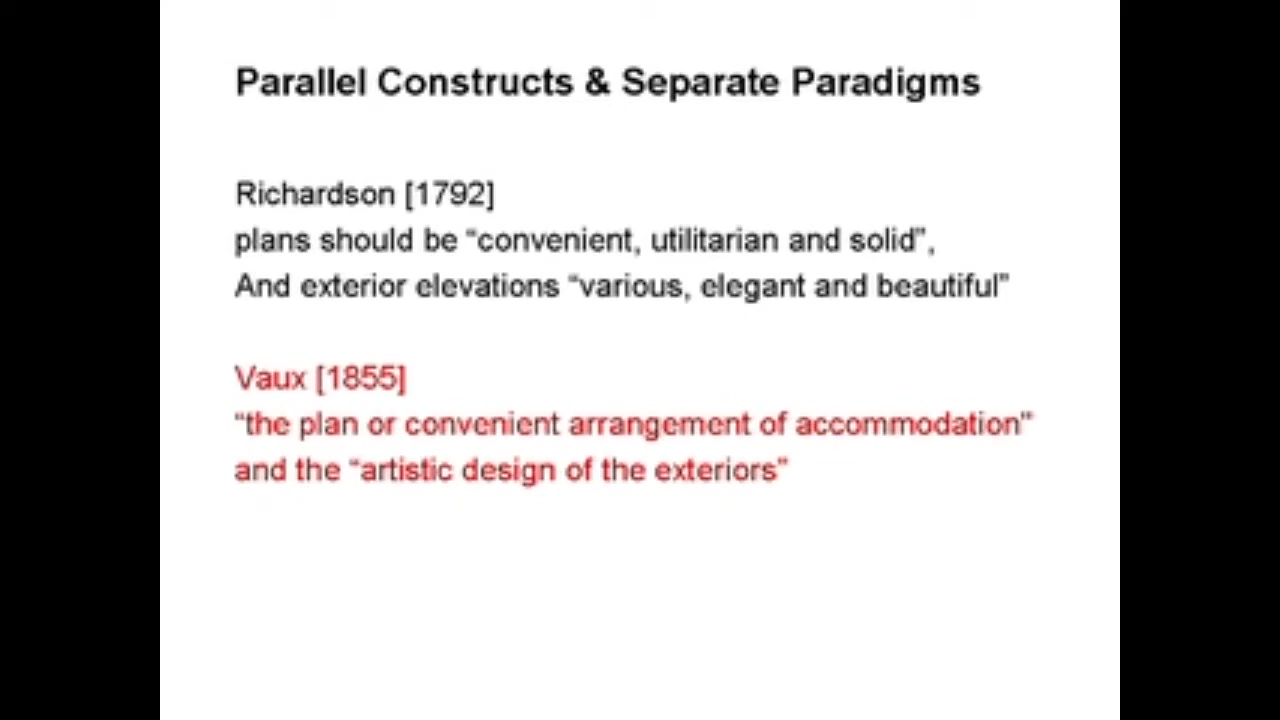 Parallel Constructs & Separate Paradigms
Richardson [1792]
plans should be “convenient, utilitarian and solid”,
And exterior elevations “various, elegant and beautiful”
Vaux [1855]
“the plan or convenient arrangement of accommodation”
and the “artistic design of the exteriors”